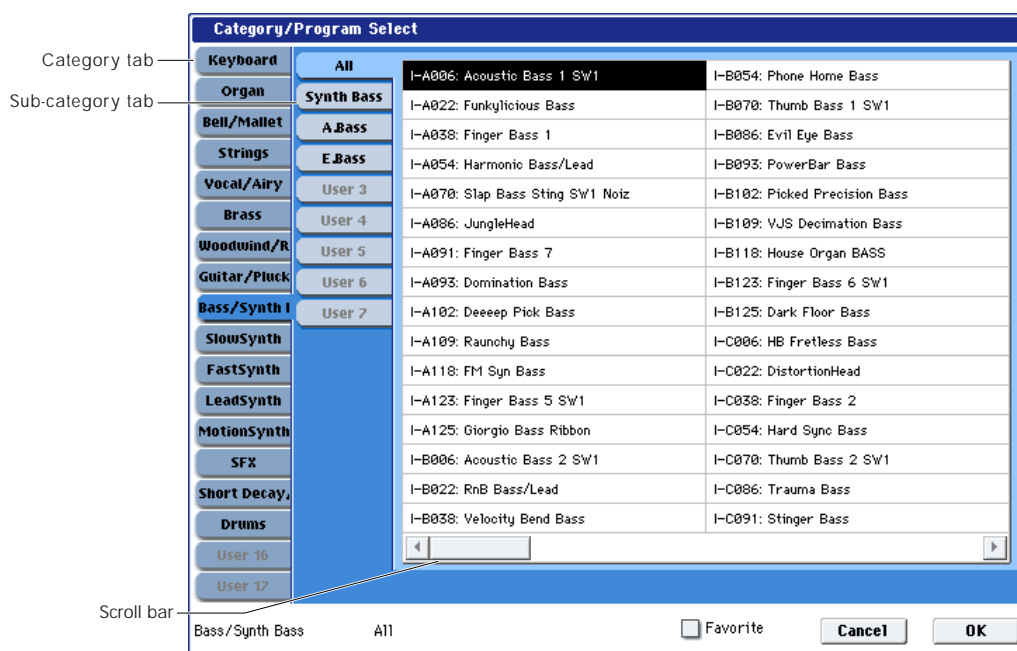 Category/Program Select
Category tab
Sub-category tab
Scroll bar
Keyboard
Organ
Bell/Mallet
Strings
Vocal/Airy
Brass
Woodwind/R
Guitar/Pluck
Bass/Synth
SlowSynth
FastSynth
LeadSynth
MotionSynth
SFX
Short Decay
Drums
User 16
User 17
All
Synth Bass
A.Bass
E.Bass
User 3
User 4
User 5
User 6
User 7
I-A006: Acoustic Bass 1 SW1
I-A022: Funkylicious Bass
I-A038: Finger Bass 1
I-A054: Harmonic Bass/Lead
I-A070: Slap Bass Sting SW1 Noiz
I-A086: JungleHead
I-A091: Finger Bass 7
I-A093: Domination Bass
I-A102: Deeeep Pick Bass
I-A109: Raunchy Bass
I-A118: FM Syn Bass
I-A123: Finger Bass 5 SW1
I-A125: Giorgio Bass Ribbon
I-B006: Acoustic Bass 2 SW1
I-B022: RnB Bass/Lead
I-B038: Velocity Bend Bass
I-B054: Phone Home Bass
I-B070: Thumb Bass 1 SW1
I-B086: Evil Eye Bass
I-B093: PowerBar Bass
I-B102: Picked Precision Bass
I-B109: VJS Decimation Bass
I-B118: House Organ BASS
I-B123: Finger Bass 6 SW1
I-B125: Dark Floor Bass
I-C006: HB Fretless Bass
I-C022: DistortionHead
I-C038: Finger Bass 2
I-C054: Hard Sync Bass
I-C070: Thumb Bass 2 SW1
I-C086: Trauma Bass
I-C091: Stinger Bass
Bass/Synth Bass All
Favorite
Cancel
OK